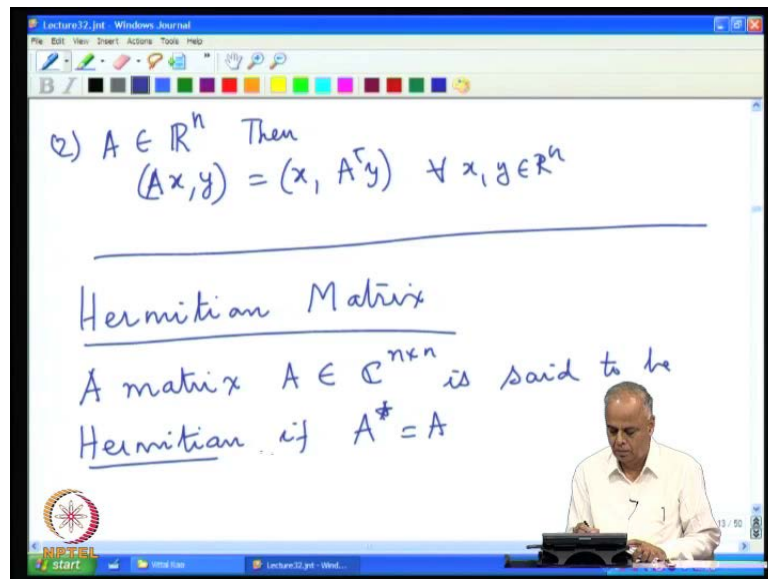 Lecture32.jnt - Windows Journal
File Edit View Insert Actions Tools Help
B I
(2) A ∈ ℝⁿ Then
(Ax, y) = (x, Aᵀy) ∀ x, y ∈ ℝⁿ
Hermitian Matrix
A matrix A ∈ ℂⁿˣⁿ is said to be
Hermitian if A* = A
13 / 50
NPTEL
start
Vittal Rao
Lecture32.jnt - Wind...